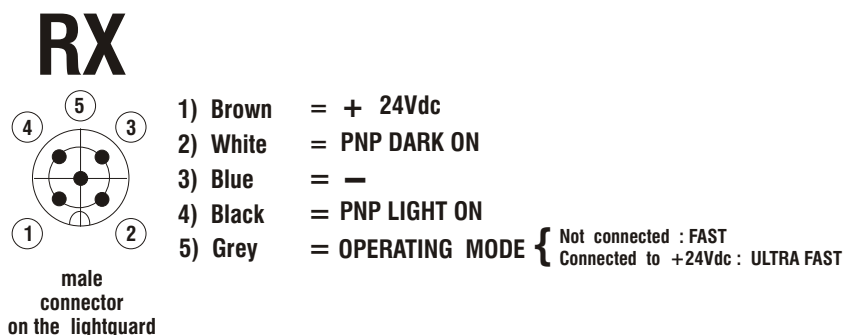 RX
5
4
3
1
2
male
connector
on the lightguard
1) Brown = + 24Vdc
2) White = PNP DARK ON
3) Blue = −
4) Black = PNP LIGHT ON
5) Grey = OPERATING MODE { Not connected : FAST
Connected to +24Vdc : ULTRA FAST